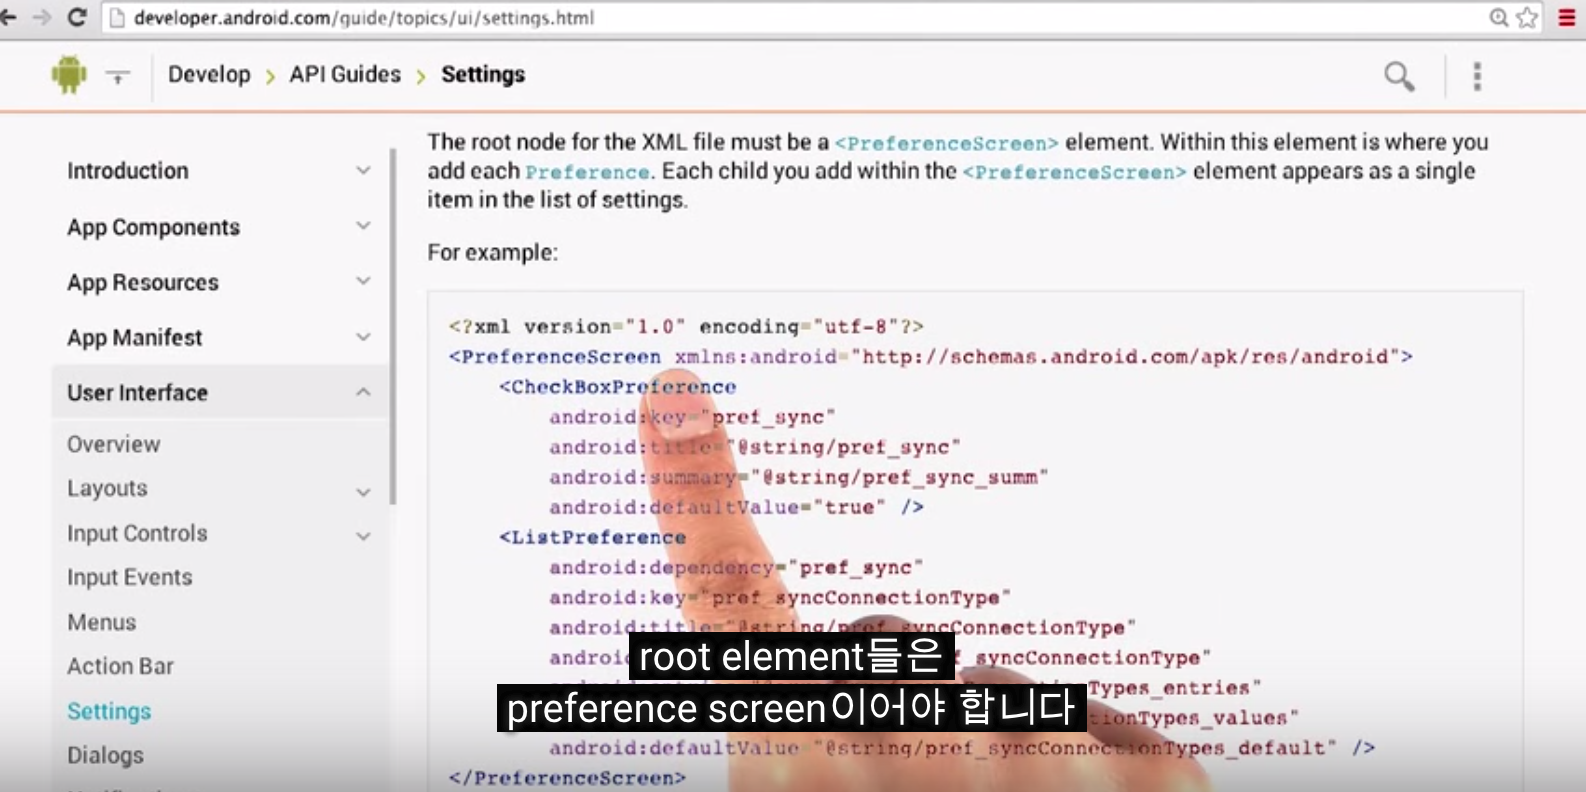 developer.android.com/guide/topics/ui/settings.html
Develop > API Guides > Settings
Introduction
App Components
App Resources
App Manifest
User Interface
Overview
Layouts
Input Controls
Input Events
Menus
Action Bar
Settings
Dialogs
The root node for the XML file must be a <PreferenceScreen> element. Within this element is where you
add each Preference. Each child you add within the <PreferenceScreen> element appears as a single
item in the list of settings.
For example:
<?xml version="1.0" encoding="utf-8"?>
<PreferenceScreen xmlns:android="http://schemas.android.com/apk/res/android">
<CheckBoxPreference
android:key="pref_sync"
android:title="@string/pref_sync"
android:summary="@string/pref_sync_summ"
android:defaultValue="true" />
<ListPreference
android:dependency="pref_sync"
android:key="pref_syncConnectionType"
android:title="@string/pref_syncConnectionType"
syncConnectionType"
Types_entries"
Types_values"
android:defaultValue="@string/pref_syncConnectionTypes_default" />
</PreferenceScreen>
root element들은
preference screen이어야 합니다